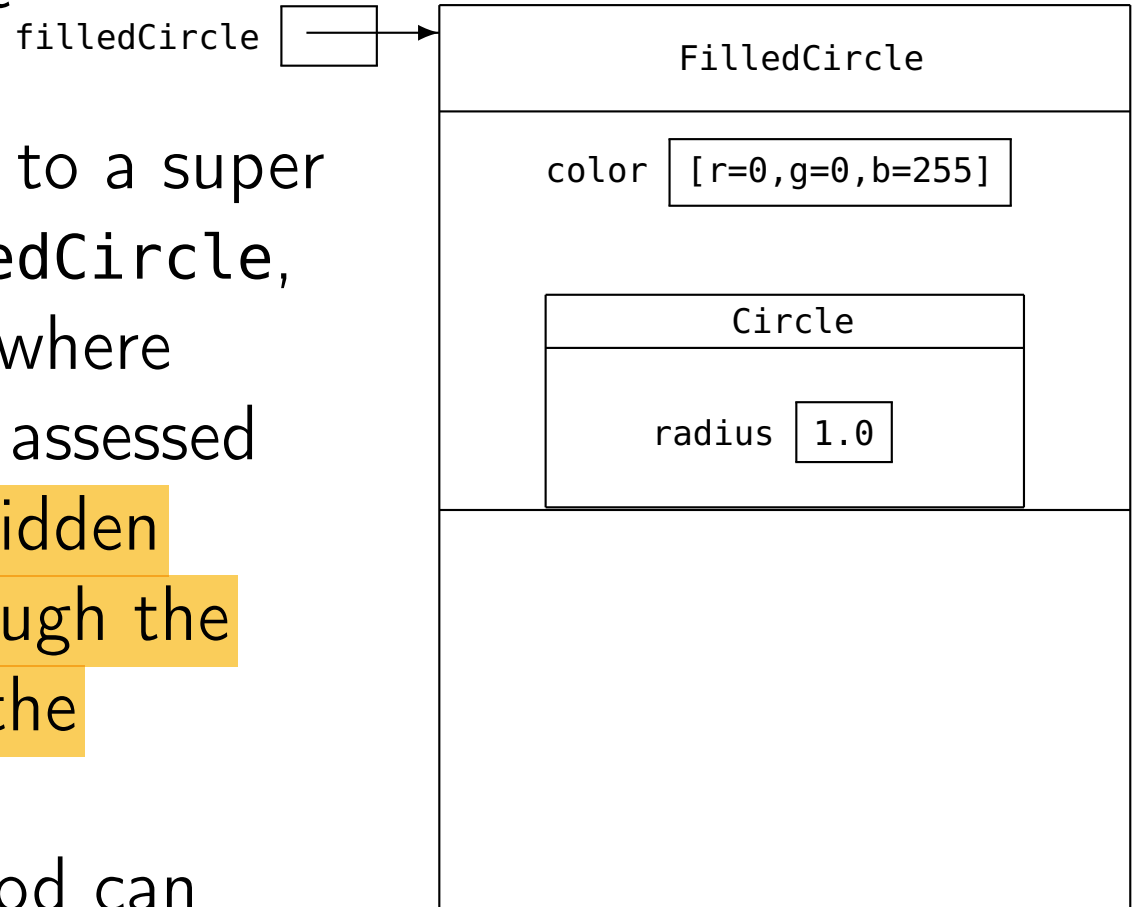 filledCircle
to a super
edCircle,
where
assessed
idden
ugh the
the
od can
FilledCircle
color [r=0,g=0,b=255]
Circle
radius 1.0